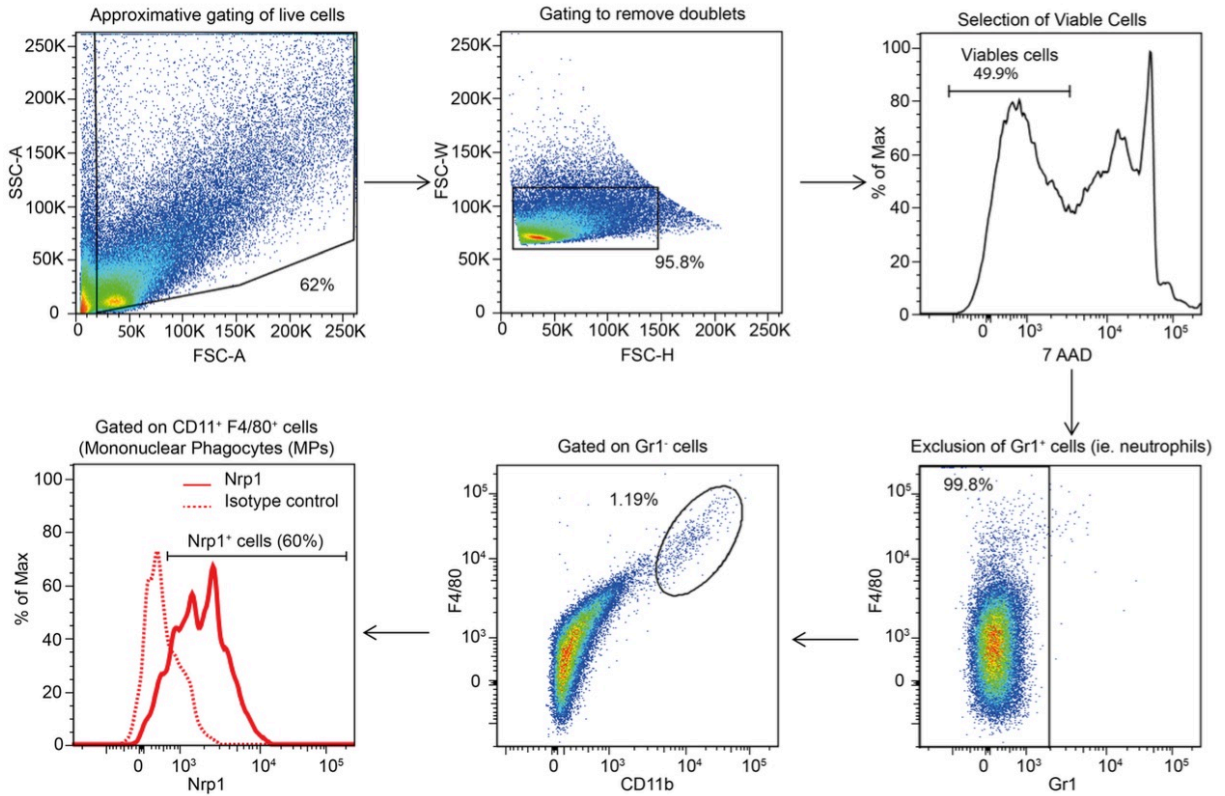 Approximative gating of live cells
250K
200K
150K
100K
50K
0
SSC-A
62%
0
50K
100K
150K
200K
250K
FSC-A
Gating to remove doublets
250K
200K
150K
100K
50K
0
FSC-W
95.8%
0
50K
100K
150K
200K
250K
FSC-H
Selection of Viable Cells
Viables cells
49.9%
100
80
60
40
20
0
% of Max
0
10³
10⁴
10⁵
7 AAD
Gated on CD11⁺ F4/80⁺ cells
(Mononuclear Phagocytes (MPs)
Nrp1
Isotype control
Nrp1⁺ cells (60%)
100
80
60
40
20
0
% of Max
0
10³
10⁴
10⁵
Nrp1
Gated on Gr1⁻ cells
1.19%
10⁵
10⁴
10³
0
F4/80
0
10³
10⁴
10⁵
CD11b
Exclusion of Gr1⁺ cells (ie. neutrophils)
99.8%
10⁵
10⁴
10³
0
F4/80
0
10³
10⁴
10⁵
Gr1